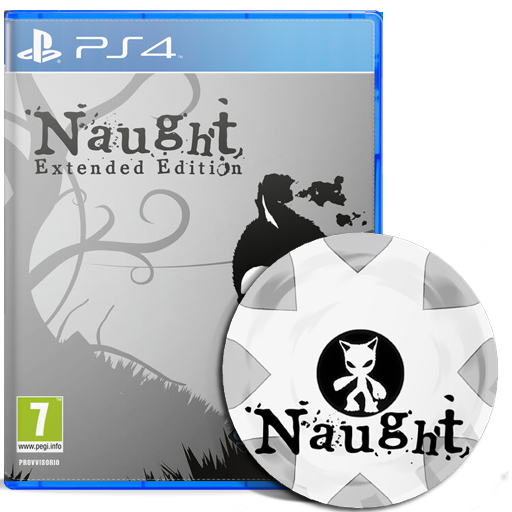 PS4
Naught
Extended Edition
7
www.pegi.info
PROVVISORIO
Naught